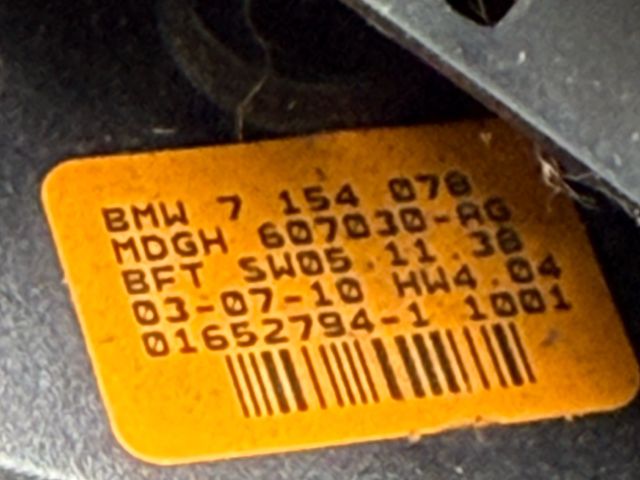 BMW 7 154 078
MDGH 607030-AG
BFT SW05.11.38
03-07-10 HW4.04
01652794-1 1001